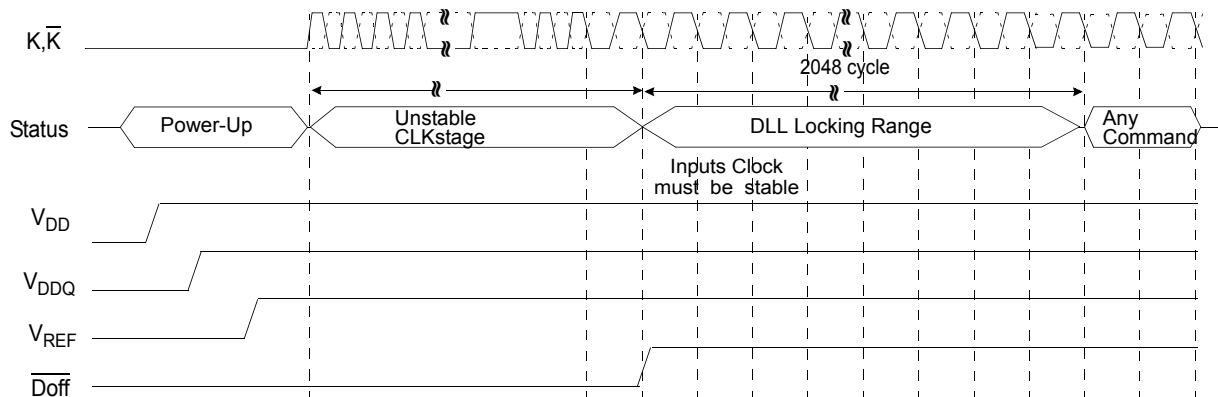 K,K̅
2048 cycle
Status
Power-Up
Unstable
CLKstage
DLL Locking Range
Any
Command
Inputs Clock
must be stable
VDD
VDDQ
VREF
D̅o̅f̅f̅